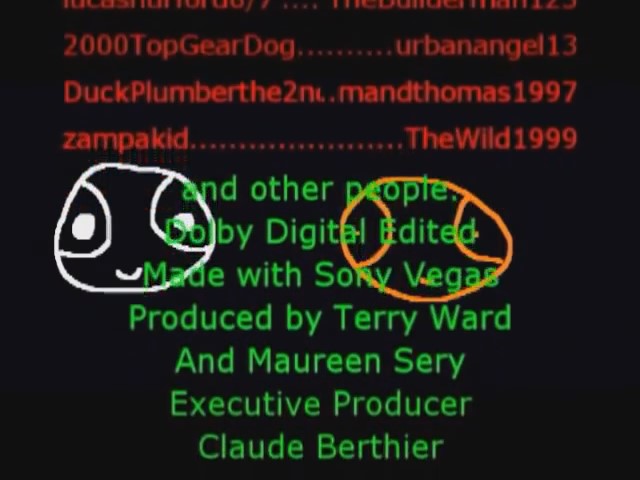 2000TopGearDog..........urbanangel13
DuckPlumberthe2n..mandthomas1997
zampakid......................TheWild1999
and other people.
Dolby Digital Edited
Made with Sony Vegas
Produced by Terry Ward
And Maureen Sery
Executive Producer
Claude Berthier